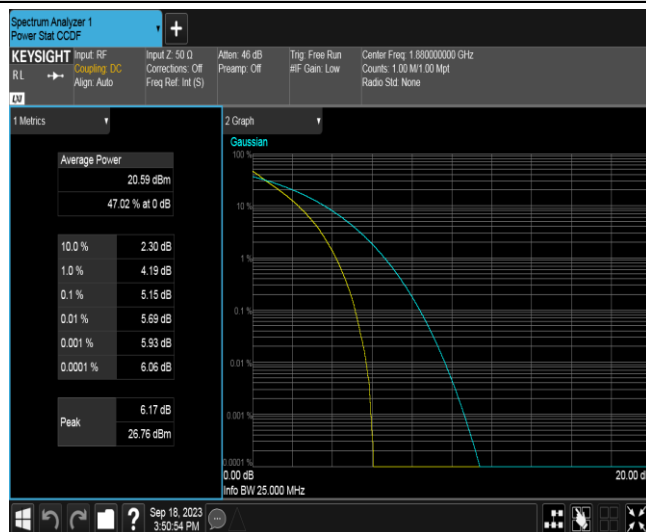 Spectrum Analyzer 1
Power Stat CCDF
+
KEYSIGHT
RL
LXI
Input: RF
Coupling: DC
Align: Auto
Input Z: 50 Ω
Corrections: Off
Freq Ref: Int (S)
Atten: 46 dB
Preamp: Off
Trig: Free Run
#IF Gain: Low
Center Freq: 1.880000000 GHz
Counts: 1.00 M/1.00 Mpt
Radio Std: None
1 Metrics
Average Power
20.59 dBm
47.02 % at 0 dB
10.0 % 2.30 dB
1.0 % 4.19 dB
0.1 % 5.15 dB
0.01 % 5.69 dB
0.001 % 5.93 dB
0.0001 % 6.06 dB
Peak
6.17 dB
26.76 dBm
2 Graph
Gaussian
100 %
10 %
1 %
0.1 %
0.01 %
0.001 %
0.0001 %
0.00 dB
20.00 d
Info BW 25.000 MHz
?
Sep 18, 2023
3:50:54 PM